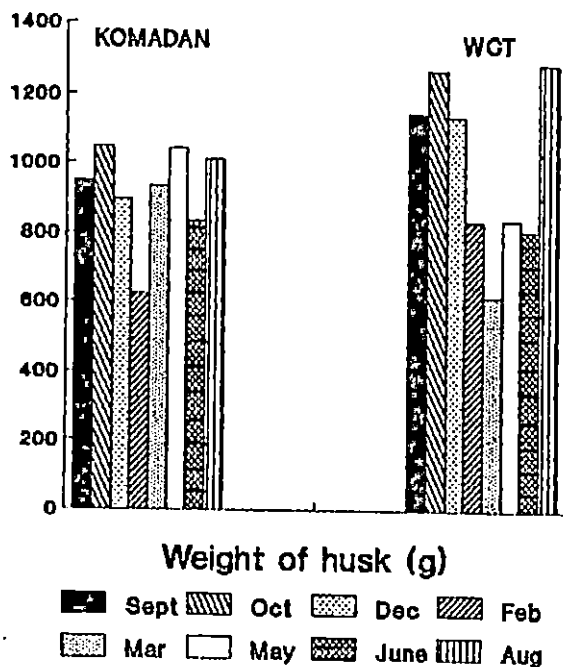 1400
KOMADAN WCT
1200
1000
800
600
400
200
0
Weight of husk (g)
Sept Oct Dec Feb
Mar May June Aug